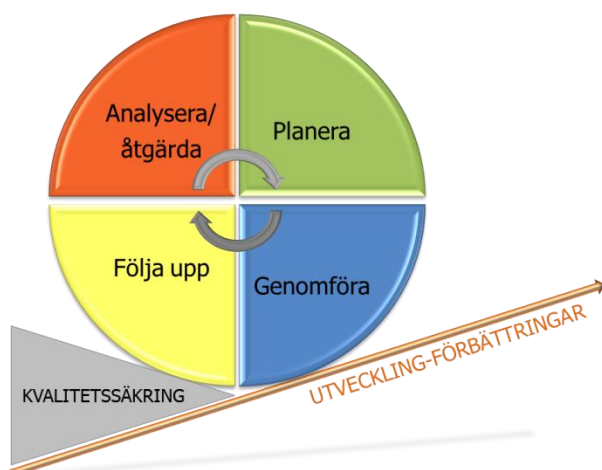 Analysera/
åtgärda
Planera
Följa upp
Genomföra
KVALITETSSÄKRING
UTVECKLING-FÖRBÄTTRINGAR